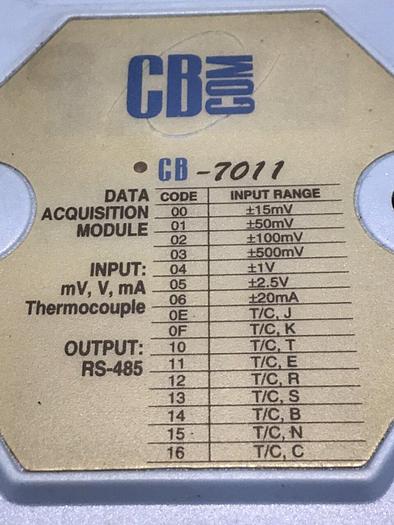 CB COM
CB-7011
DATA ACQUISITION MODULE
INPUT:
mV, V, mA
Thermocouple
OUTPUT:
RS-485
CODE INPUT RANGE
00 ±15mV
01 ±50mV
02 ±100mV
03 ±500mV
04 ±1V
05 ±2.5V
06 ±20mA
0E T/C, J
0F T/C, K
10 T/C, T
11 T/C, E
12 T/C, R
13 T/C, S
14 T/C, B
15 T/C, N
16 T/C, C